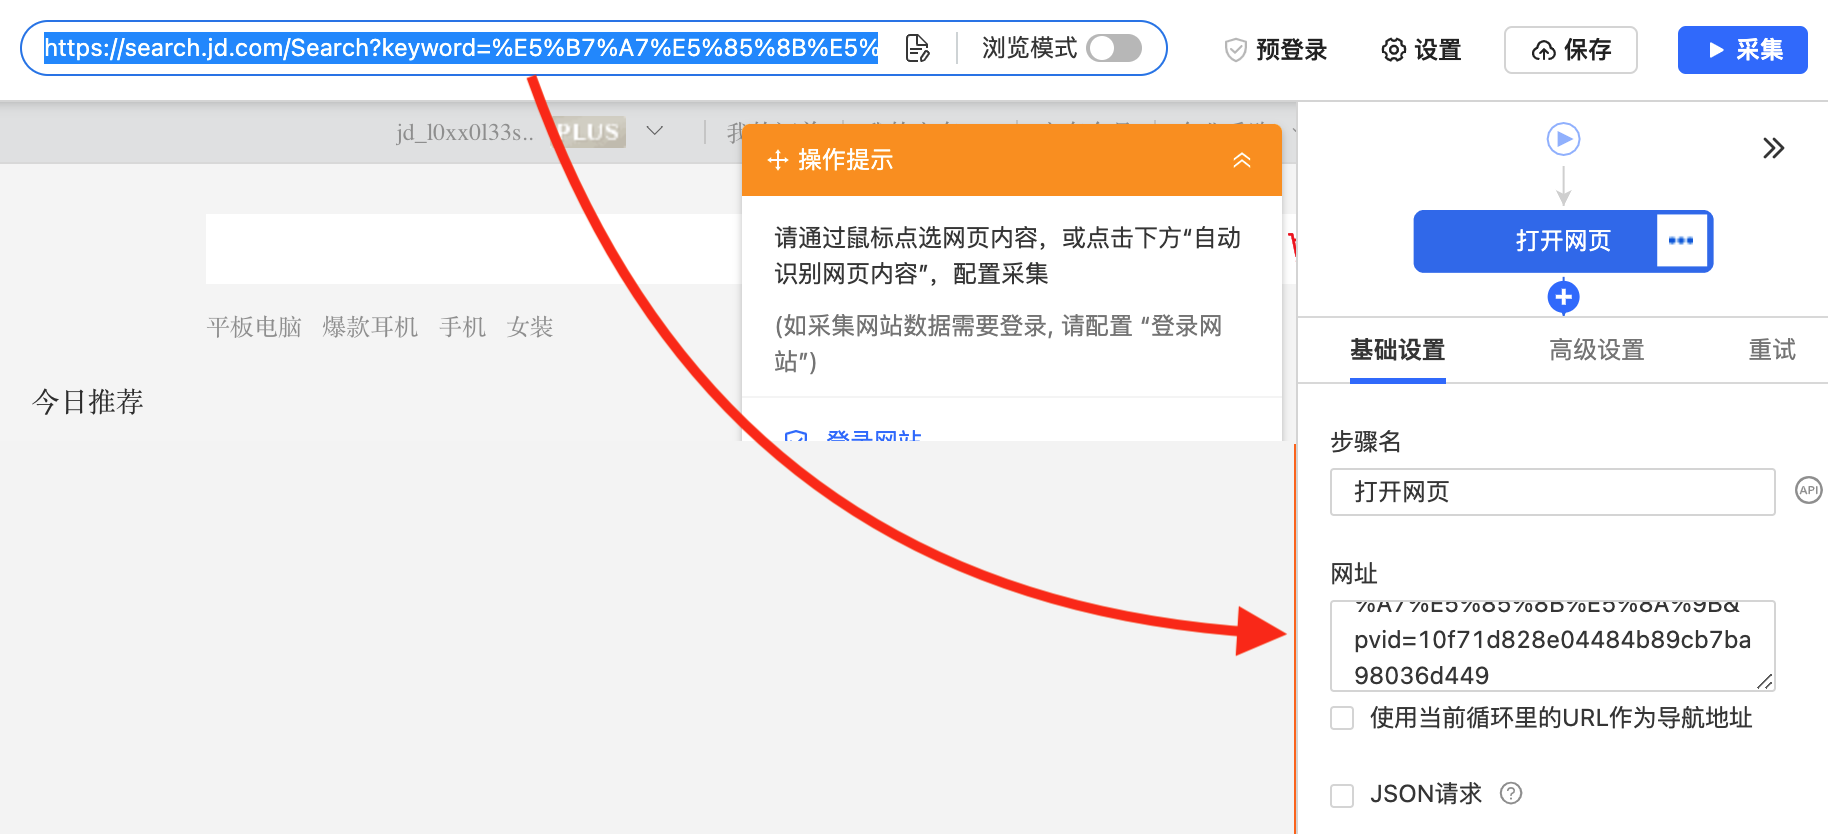 https://search.jd.com/Search?keyword=%E5%B7%A7%E5%85%8B%E5%
浏览模式
预登录
设置
保存
采集
jd_l0xx0l33s..
PLUS
操作提示
请通过鼠标点选网页内容，或点击下方“自动
识别网页内容”，配置采集
(如采集网站数据需要登录, 请配置 “登录网
站”)
登录网站
平板电脑 爆款耳机 手机 女装
今日推荐
打开网页
基础设置
高级设置
重试
步骤名
打开网页
API
网址
%A7%E5%85%8B%E5%8A%9B&
pvid=10f71d828e04484b89cb7ba
98036d449
使用当前循环里的URL作为导航地址
JSON请求